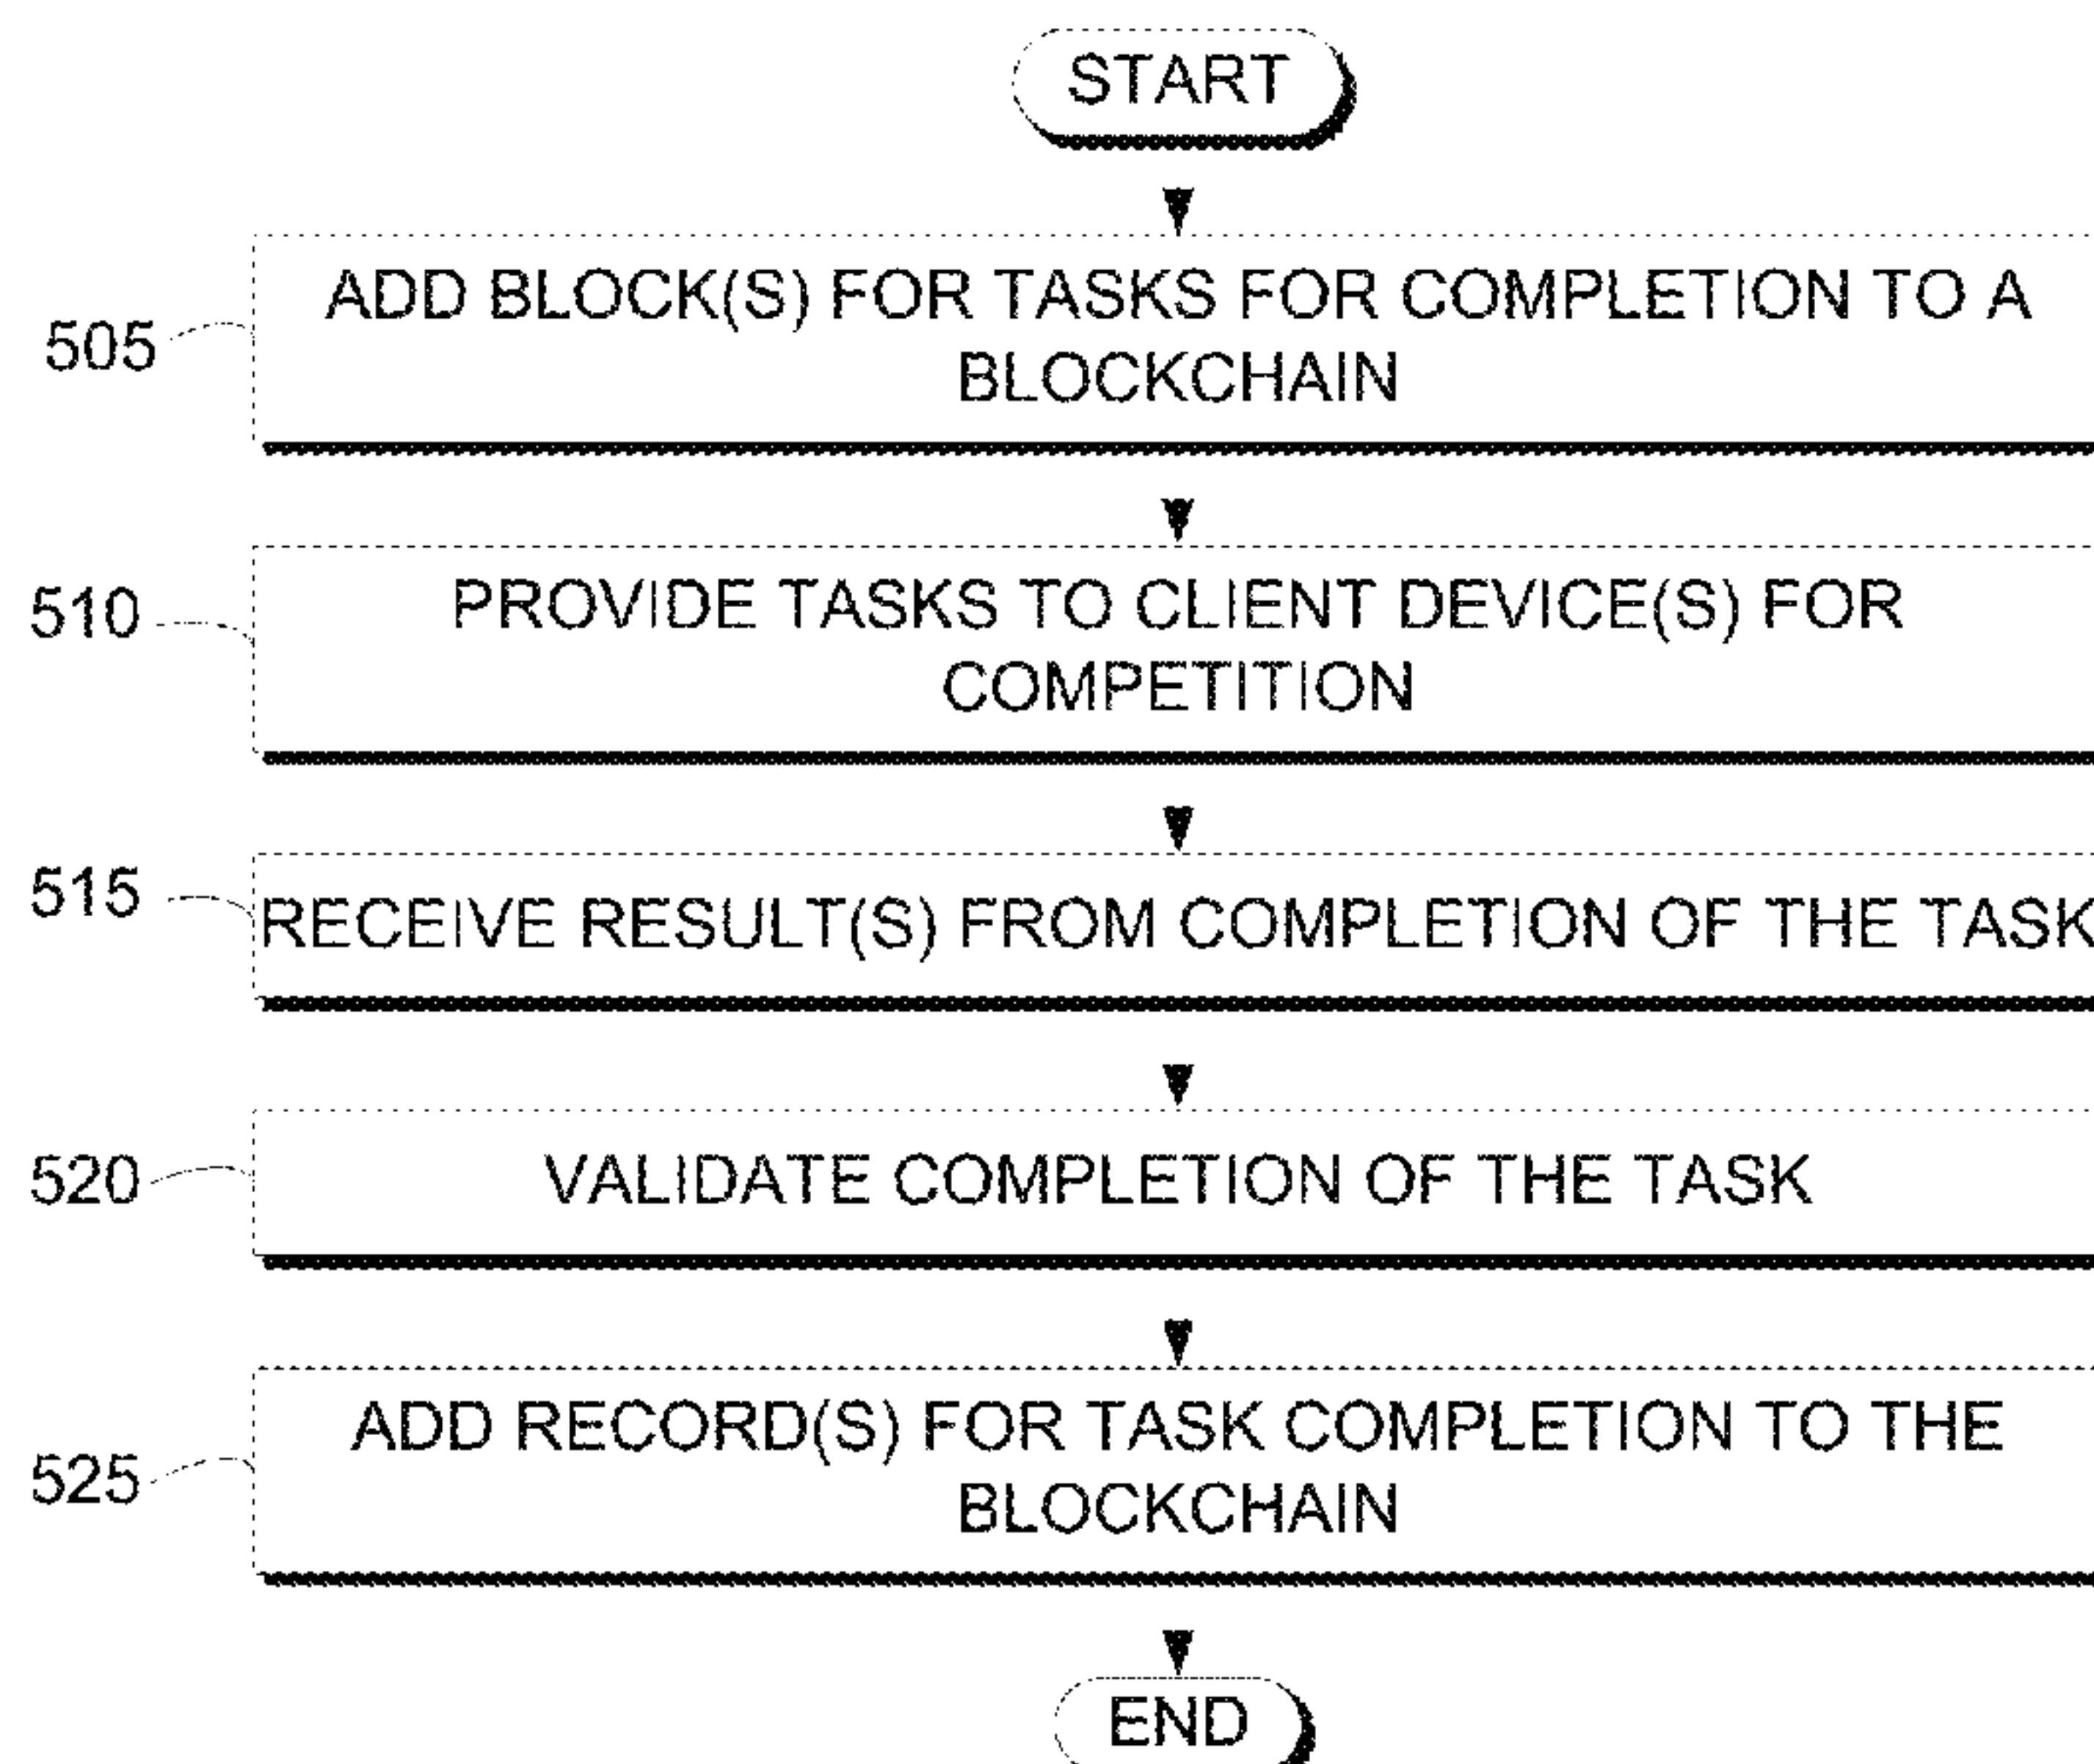 START
ADD BLOCK(S) FOR TASKS FOR COMPLETION TO A
BLOCKCHAIN
505
PROVIDE TASKS TO CLIENT DEVICE(S) FOR
COMPETITION
510
RECEIVE RESULT(S) FROM COMPLETION OF THE TASK
515
VALIDATE COMPLETION OF THE TASK
520
ADD RECORD(S) FOR TASK COMPLETION TO THE
BLOCKCHAIN
525
END